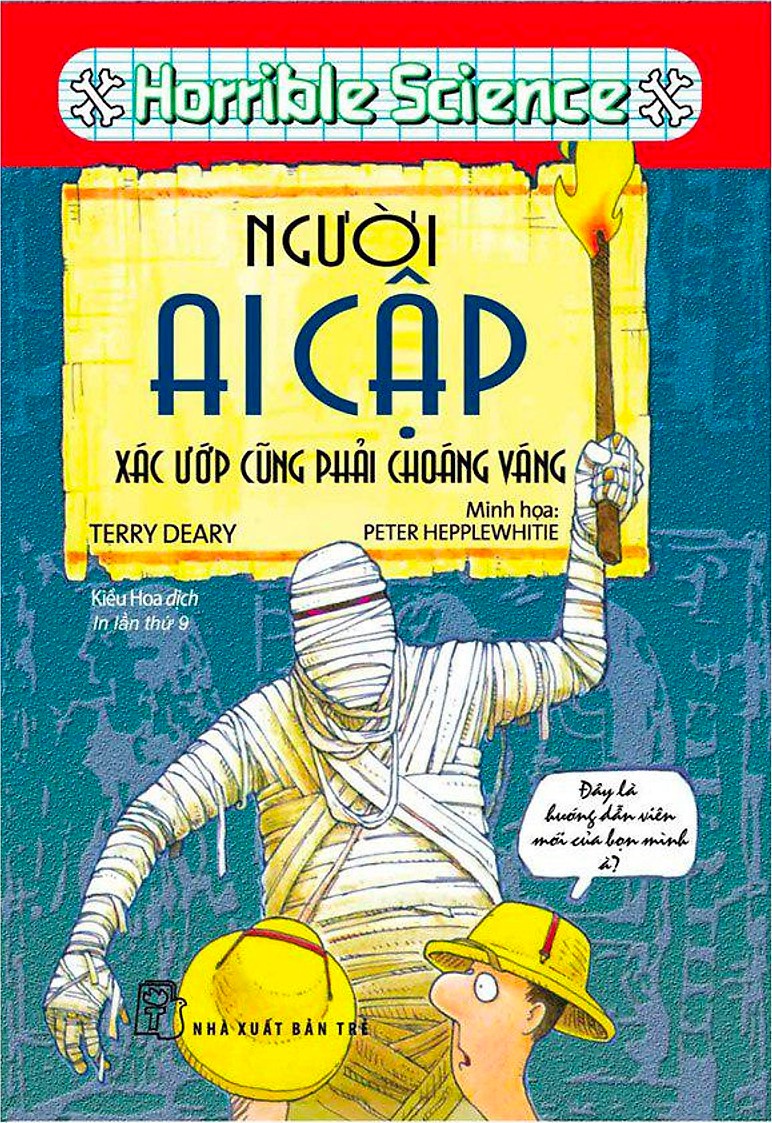 Horrible Science
NGƯỜI
AI CẬP
XÁC ƯỚP CŨNG PHẢI CHOÁNG VÁNG
Minh họa:
TERRY DEARY
PETER HEPPLEWHITIE
Kiều Hoa dịch
In lần thứ 9
Đây là
hướng dẫn viên
mới của bọn mình
à?
NHÀ XUẤT BẢN TRẺ